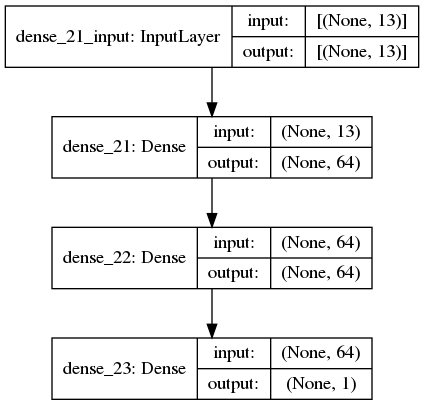 dense_21_input: InputLayer
input: [(None, 13)]
output: [(None, 13)]
dense_21: Dense
input: (None, 13)
output: (None, 64)
dense_22: Dense
input: (None, 64)
output: (None, 64)
dense_23: Dense
input: (None, 64)
output: (None, 1)